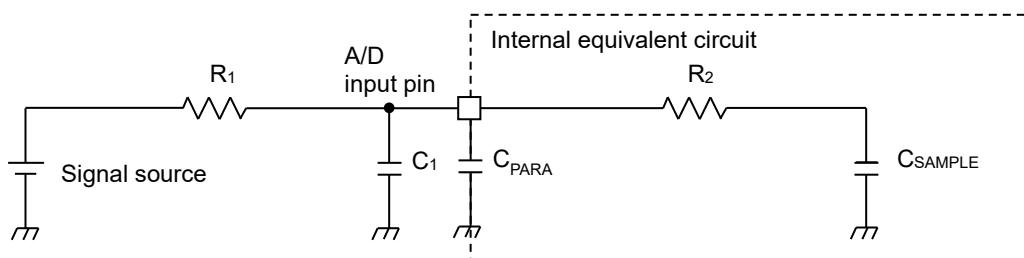 Internal equivalent circuit
A/D
input pin
R1
R2
Signal source
C1
CPARA
CSAMPLE